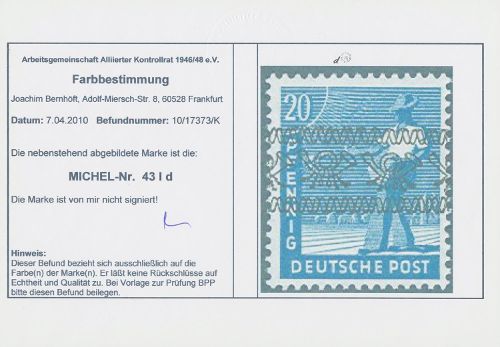 Arbeitsgemeinschaft Alliierter Kontrollrat 1946/48 e.V.
Farbbestimmung
Joachim Bernhöft, Adolf-Miersch-Str. 8, 60528 Frankfurt
Datum: 7.04.2010 Befundnummer: 10/17373/K
Die nebenstehend abgebildete Marke ist die:
MICHEL-Nr. 43 I d
Die Marke ist von mir nicht signiert!
Hinweis:
Dieser Befund bezieht sich ausschließlich auf die
Farbe(n) der Marke(n). Er läßt keine Rückschlüsse auf
Echtheit und Qualität zu. Bei Vorlage zur Prüfung BPP
bitte diesen Befund beilegen.
d
20
PFENNIG
DEUTSCHE POST